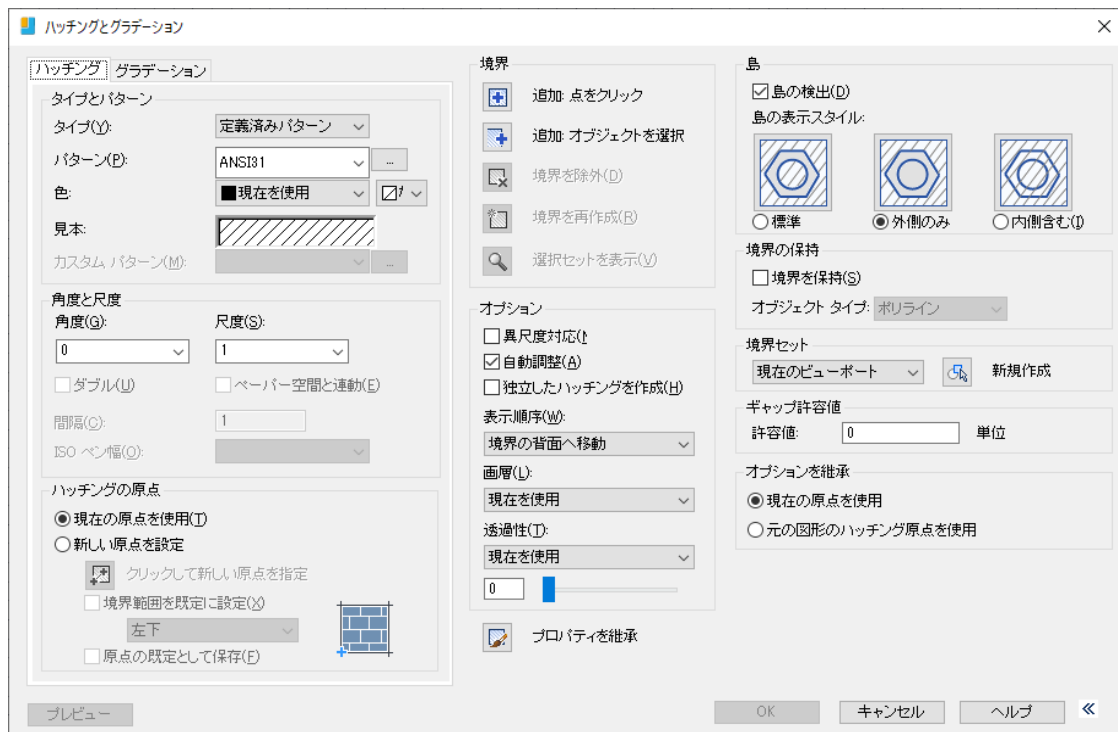 ハッチングとグラデーション
ハッチング グラデーション
タイプとパターン
タイプ(Y): 定義済みパターン
パターン(P): ANSI31 ...
色: 現在を使用
見本:
カスタム パターン(M): ...
角度と尺度
角度(G): 尺度(S):
0 1
ダブル(U) ペーパー空間と連動(E)
間隔(C): 1
ISO ペン幅(O):
ハッチングの原点
現在の原点を使用(T)
新しい原点を設定
クリックして新しい原点を指定
境界範囲を既定に設定(X)
左下
原点の既定として保存(F)
プレビュー
境界
追加: 点をクリック
追加: オブジェクトを選択
境界を除外(D)
境界を再作成(R)
選択セットを表示(V)
オプション
異尺度対応(
自動調整(A)
独立したハッチングを作成(H)
表示順序(W):
境界の背面へ移動
画層(L):
現在を使用
透過性(T):
現在を使用
0
プロパティを継承
島
島の検出(D)
島の表示スタイル:
標準 外側のみ 内側含む(I)
境界の保持
境界を保持(S)
オブジェクト タイプ: ポリライン
境界セット
現在のビューポート 新規作成
ギャップ許容値
許容値: 0 単位
オプションを継承
現在の原点を使用
元の図形のハッチング原点を使用
OK キャンセル ヘルプ